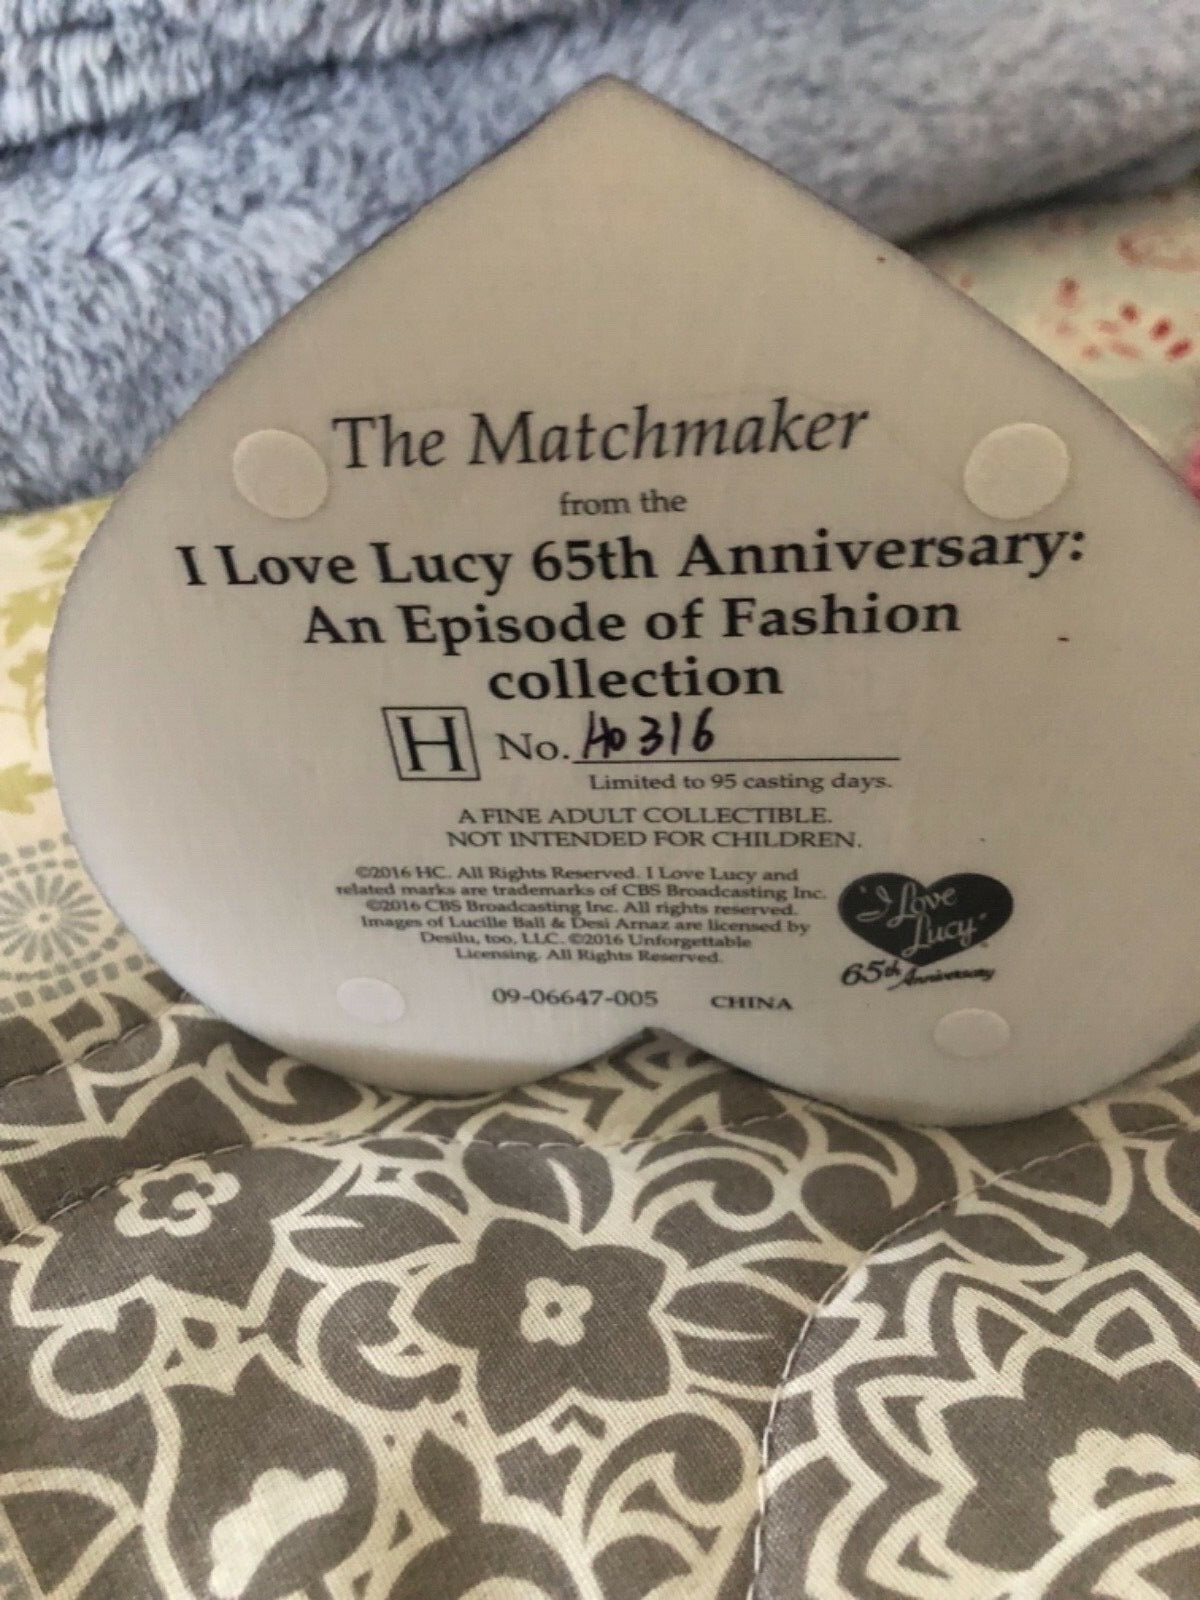 The Matchmaker
from the
I Love Lucy 65th Anniversary:
An Episode of Fashion
collection
H No. A0316
Limited to 95 casting days.
A FINE ADULT COLLECTIBLE.
NOT INTENDED FOR CHILDREN.
©2016 HC. All Rights Reserved. I Love Lucy and
related marks are trademarks of CBS Broadcasting Inc.
©2016 CBS Broadcasting Inc. All rights reserved.
Images of Lucille Ball & Desi Arnaz are licensed by
Desilu, too, LLC. ©2016 Unforgettable
Licensing. All Rights Reserved.
"I Love
Lucy"
65th Anniversary
09-06647-005 CHINA